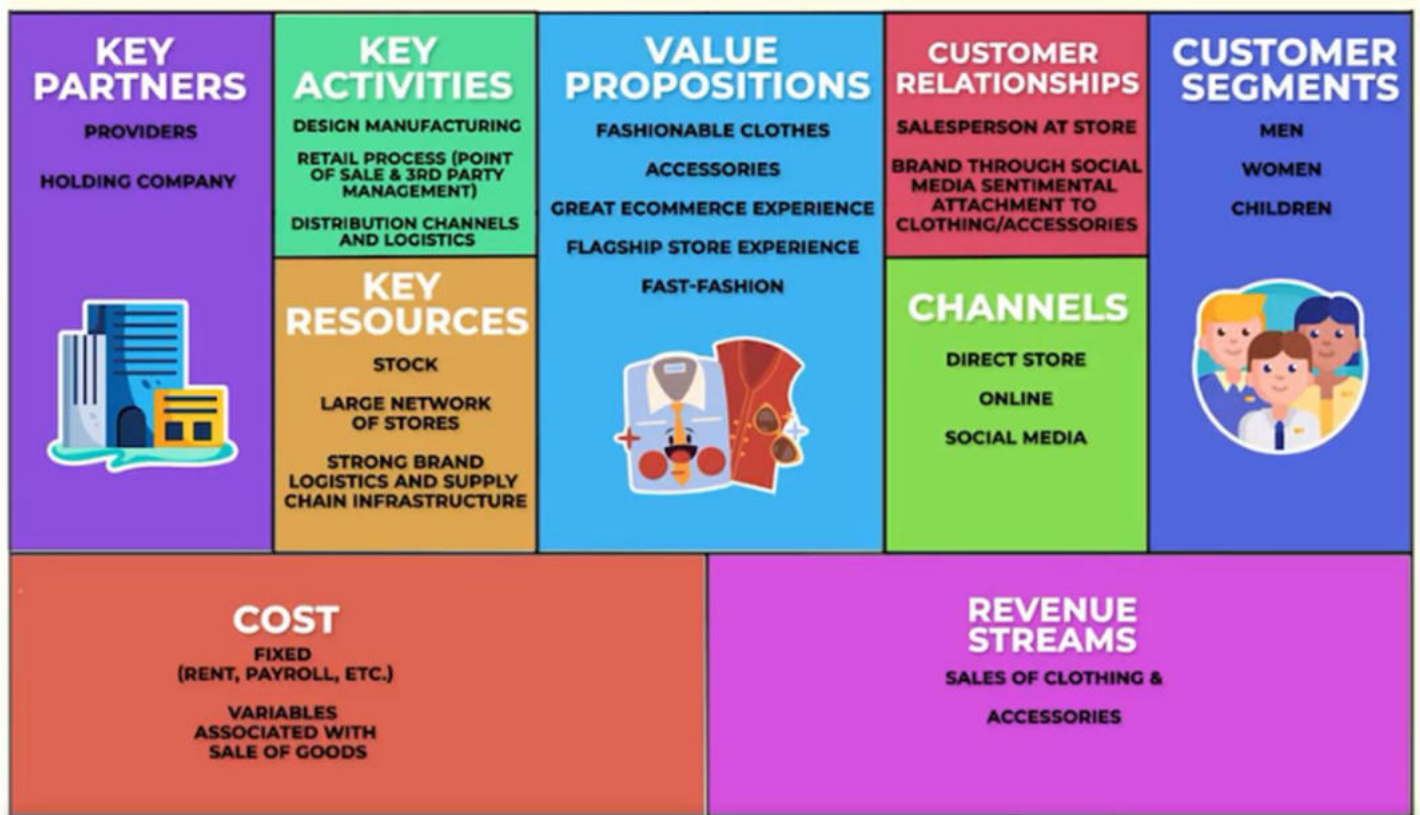 KEY
PARTNERS
PROVIDERS
HOLDING COMPANY
KEY
ACTIVITIES
DESIGN MANUFACTURING
RETAIL PROCESS (POINT
OF SALE & 3RD PARTY
MANAGEMENT)
DISTRIBUTION CHANNELS
AND LOGISTICS
KEY
RESOURCES
STOCK
LARGE NETWORK
OF STORES
STRONG BRAND
LOGISTICS AND SUPPLY
CHAIN INFRASTRUCTURE
VALUE
PROPOSITIONS
FASHIONABLE CLOTHES
ACCESSORIES
GREAT ECOMMERCE EXPERIENCE
FLAGSHIP STORE EXPERIENCE
FAST-FASHION
CUSTOMER
RELATIONSHIPS
SALESPERSON AT STORE
BRAND THROUGH SOCIAL
MEDIA SENTIMENTAL
ATTACHMENT TO
CLOTHING/ACCESSORIES
CHANNELS
DIRECT STORE
ONLINE
SOCIAL MEDIA
CUSTOMER
SEGMENTS
MEN
WOMEN
CHILDREN
COST
FIXED
(RENT, PAYROLL, ETC.)
VARIABLES
ASSOCIATED WITH
SALE OF GOODS
REVENUE
STREAMS
SALES OF CLOTHING &
ACCESSORIES